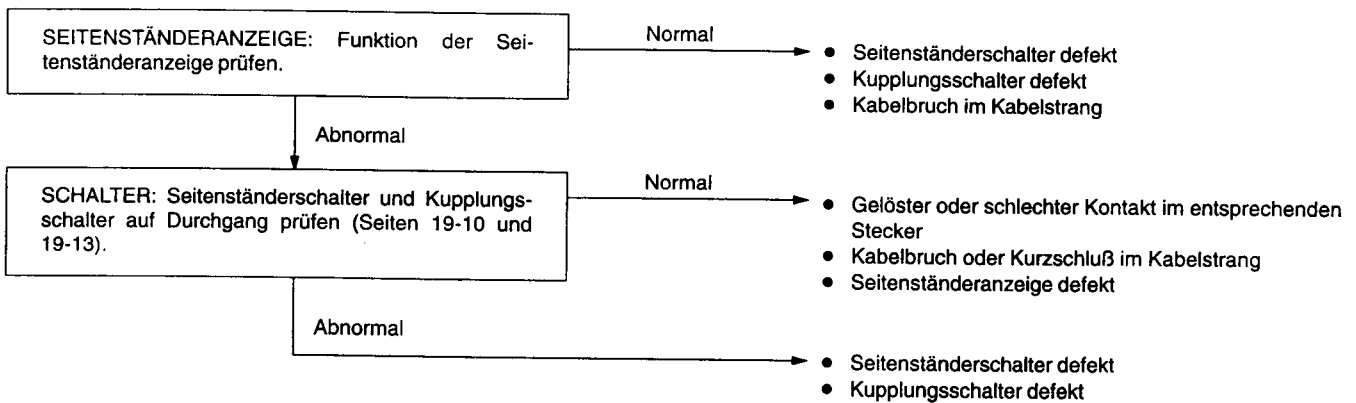 SEITENSTÄNDERANZEIGE: Funktion der Sei-
tenständeranzeige prüfen.
Normal
● Seitenständerschalter defekt
● Kupplungsschalter defekt
● Kabelbruch im Kabelstrang
Abnormal
SCHALTER: Seitenständerschalter und Kupplungs-
schalter auf Durchgang prüfen (Seiten 19-10 und
19-13).
Normal
● Gelöster oder schlechter Kontakt im entsprechenden
Stecker
● Kabelbruch oder Kurzschluß im Kabelstrang
● Seitenständeranzeige defekt
Abnormal
● Seitenständerschalter defekt
● Kupplungsschalter defekt